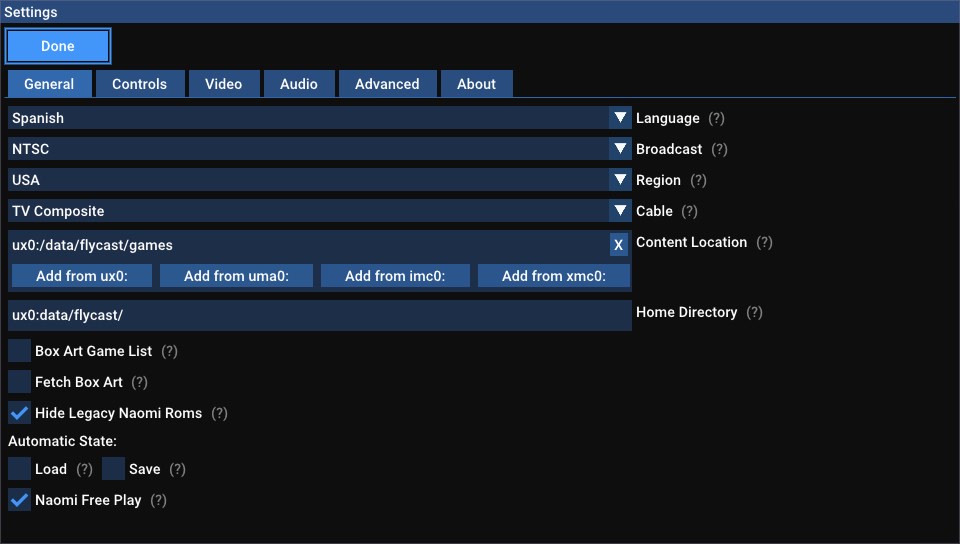 Settings
Done
General Controls Video Audio Advanced About
Spanish Language (?)
NTSC Broadcast (?)
USA Region (?)
TV Composite Cable (?)
ux0:/data/flycast/games X Content Location (?)
Add from ux0: Add from uma0: Add from imc0: Add from xmc0:
ux0:data/flycast/ Home Directory (?)
Box Art Game List (?)
Fetch Box Art (?)
Hide Legacy Naomi Roms (?)
Automatic State:
Load (?) Save (?)
Naomi Free Play (?)